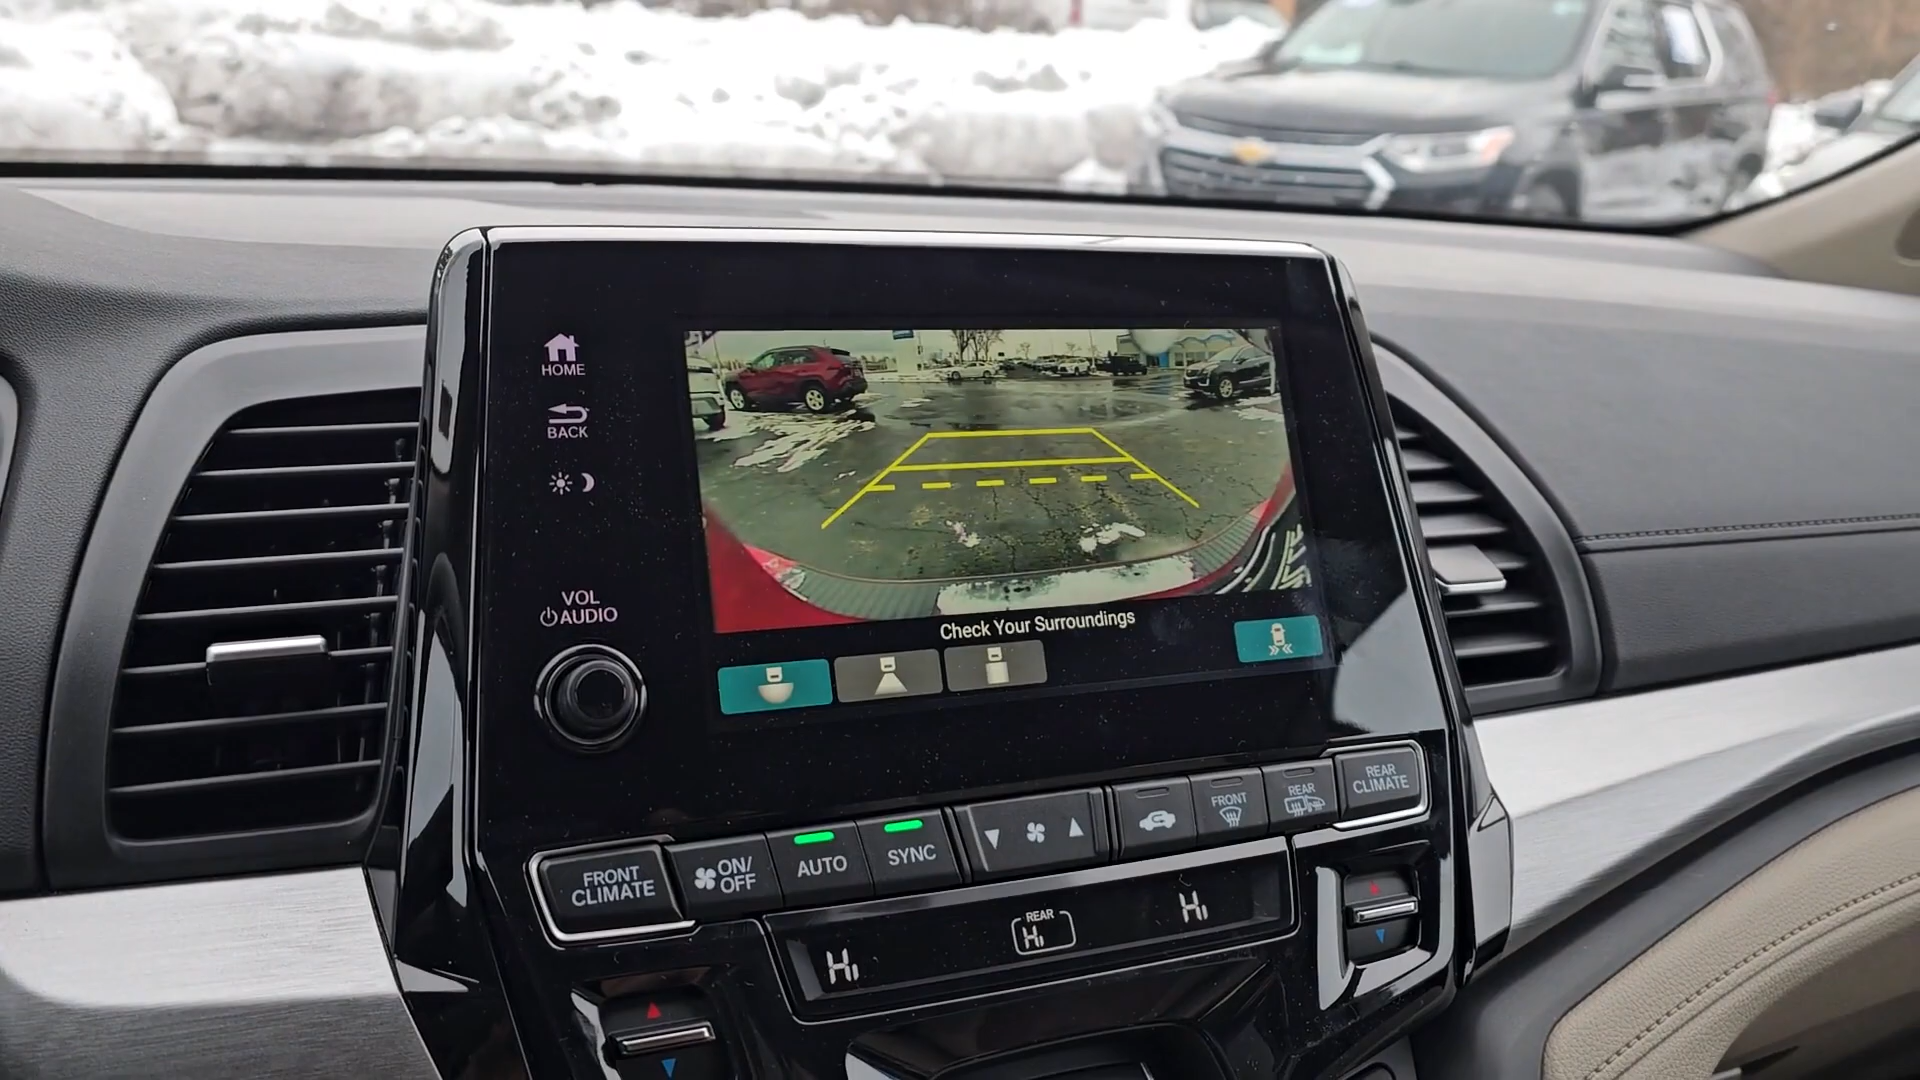 HOME
BACK
VOL
AUDIO
Check Your Surroundings
FRONT
CLIMATE
ON/
OFF
AUTO
SYNC
FRONT
REAR
REAR
CLIMATE
Hi
REAR
Hi
Hi